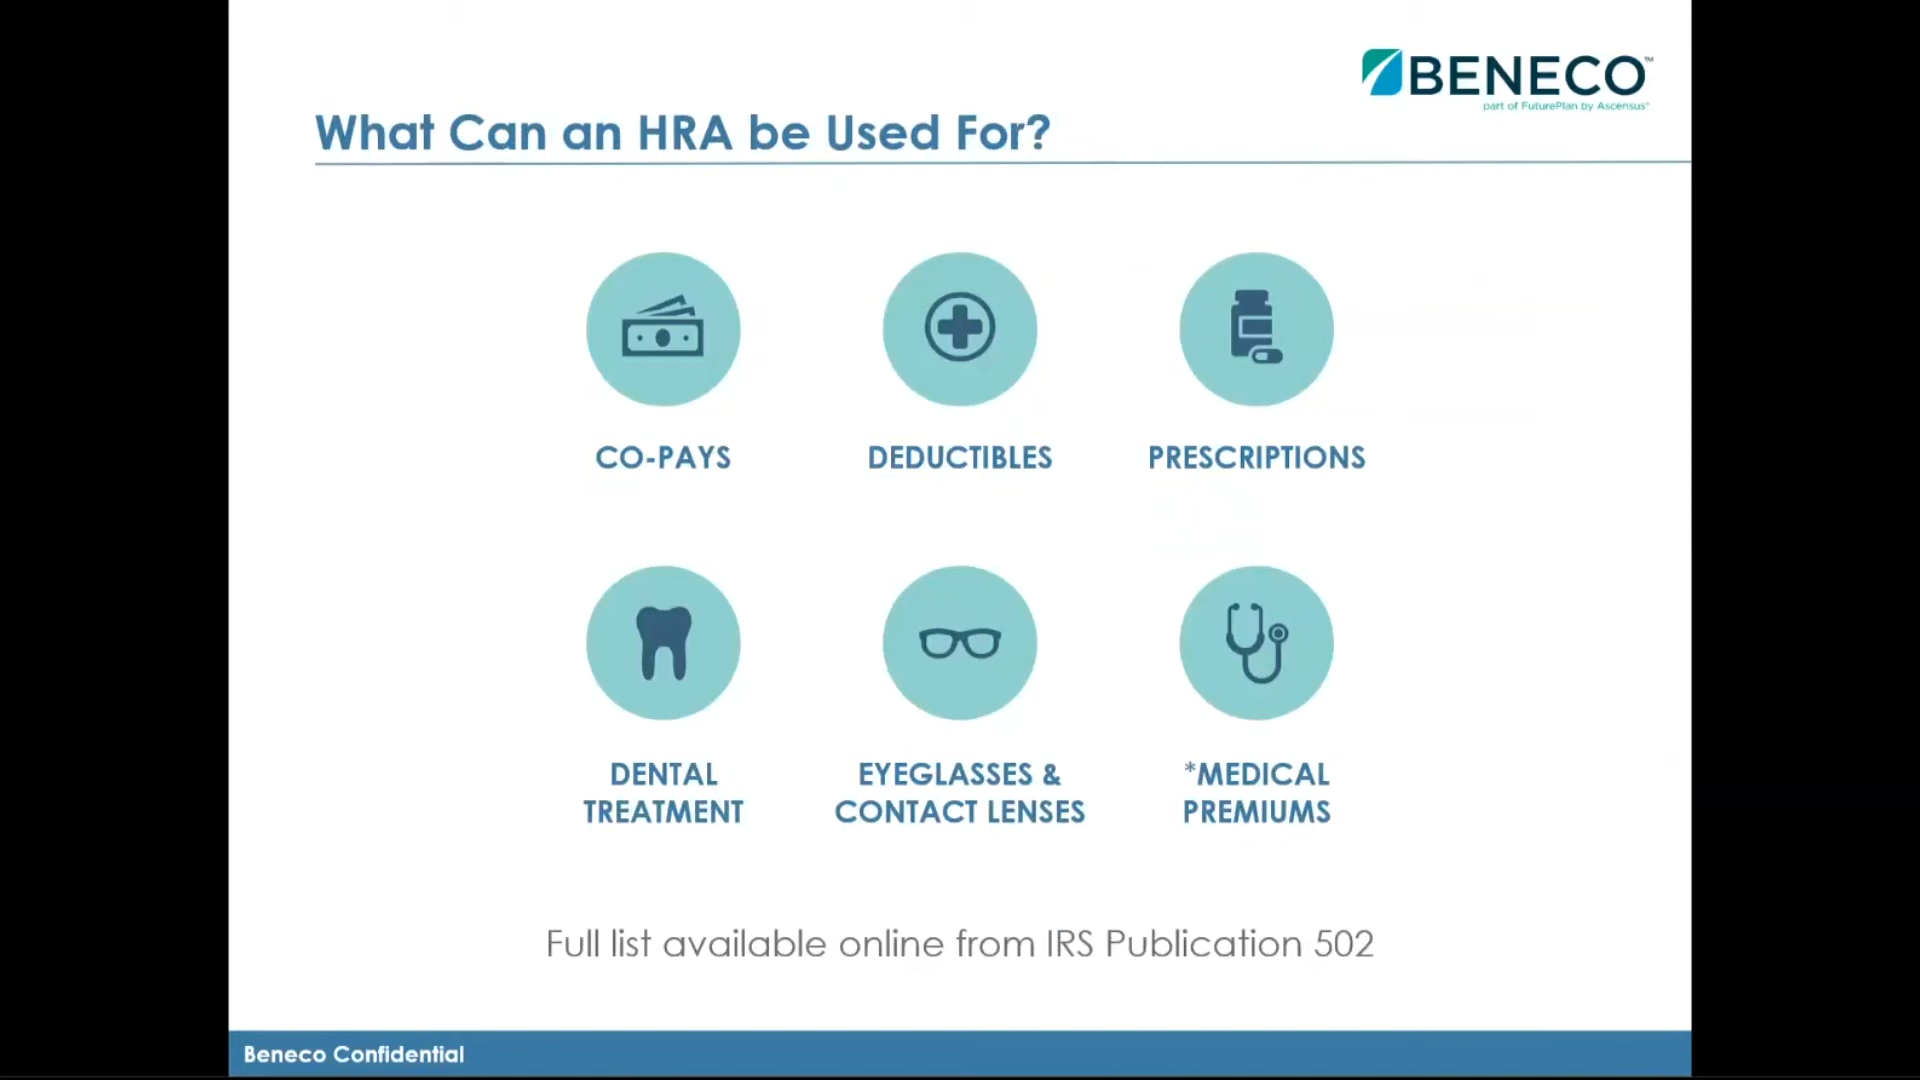 BENECO™
part of FuturePlan by Ascensus®
What Can an HRA be Used For?
CO-PAYS
DEDUCTIBLES
PRESCRIPTIONS
DENTAL
TREATMENT
EYEGLASSES &
CONTACT LENSES
*MEDICAL
PREMIUMS
Full list available online from IRS Publication 502
Beneco Confidential